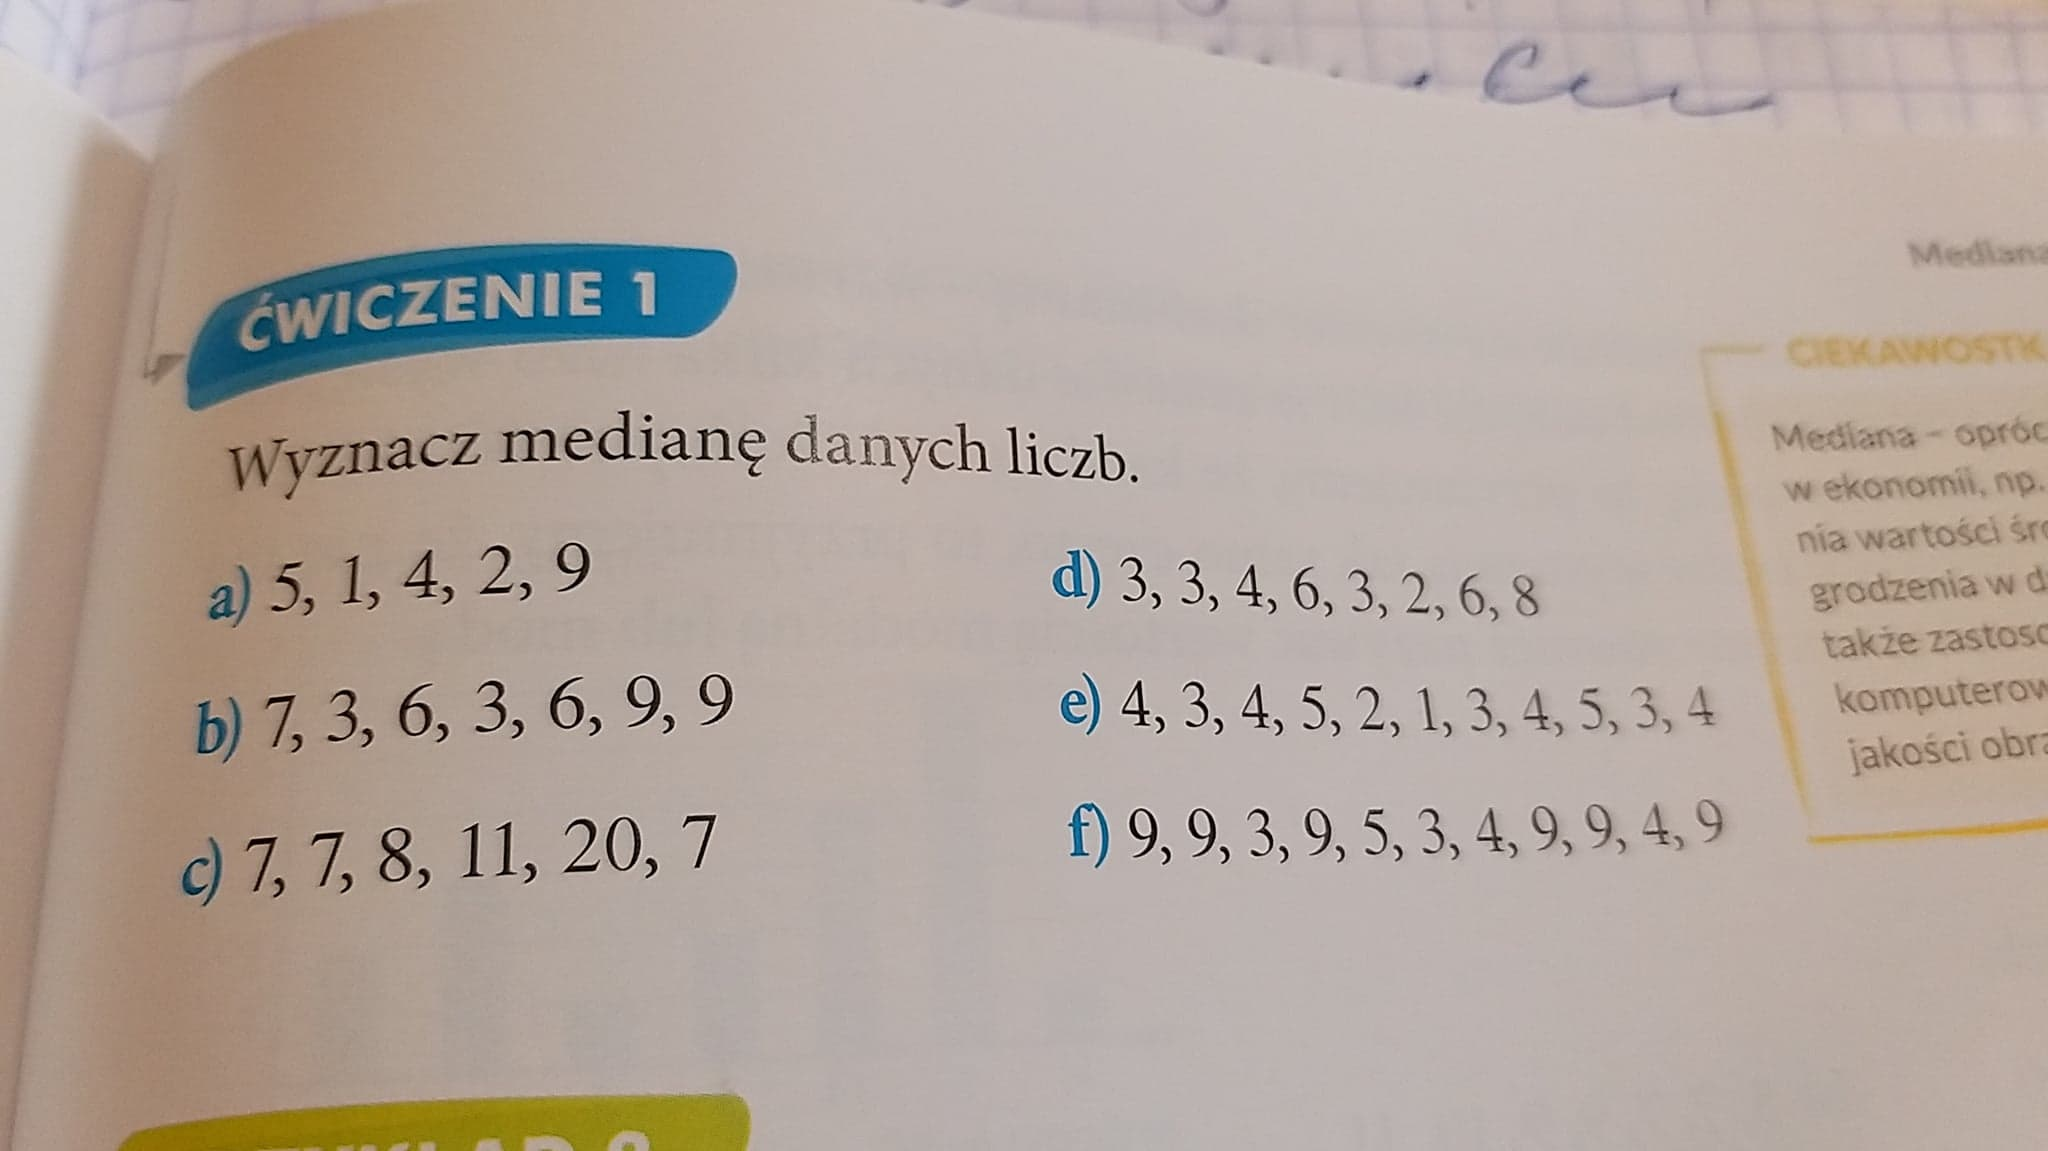 ĆWICZENIE 1
Wyznacz medianę danych liczb.
a) 5, 1, 4, 2, 9
b) 7, 3, 6, 3, 6, 9, 9
c) 7, 7, 8, 11, 20, 7
d) 3, 3, 4, 6, 3, 2, 6, 8
e) 4, 3, 4, 5, 2, 1, 3, 4, 5, 3, 4
f) 9, 9, 3, 9, 5, 3, 4, 9, 9, 4, 9
Mediana
CIEKAWOSTK
Mediana – opróc
w ekonomii, np.
nia wartości śro
grodzenia w d
także zastoso
komputerow
jakości obra